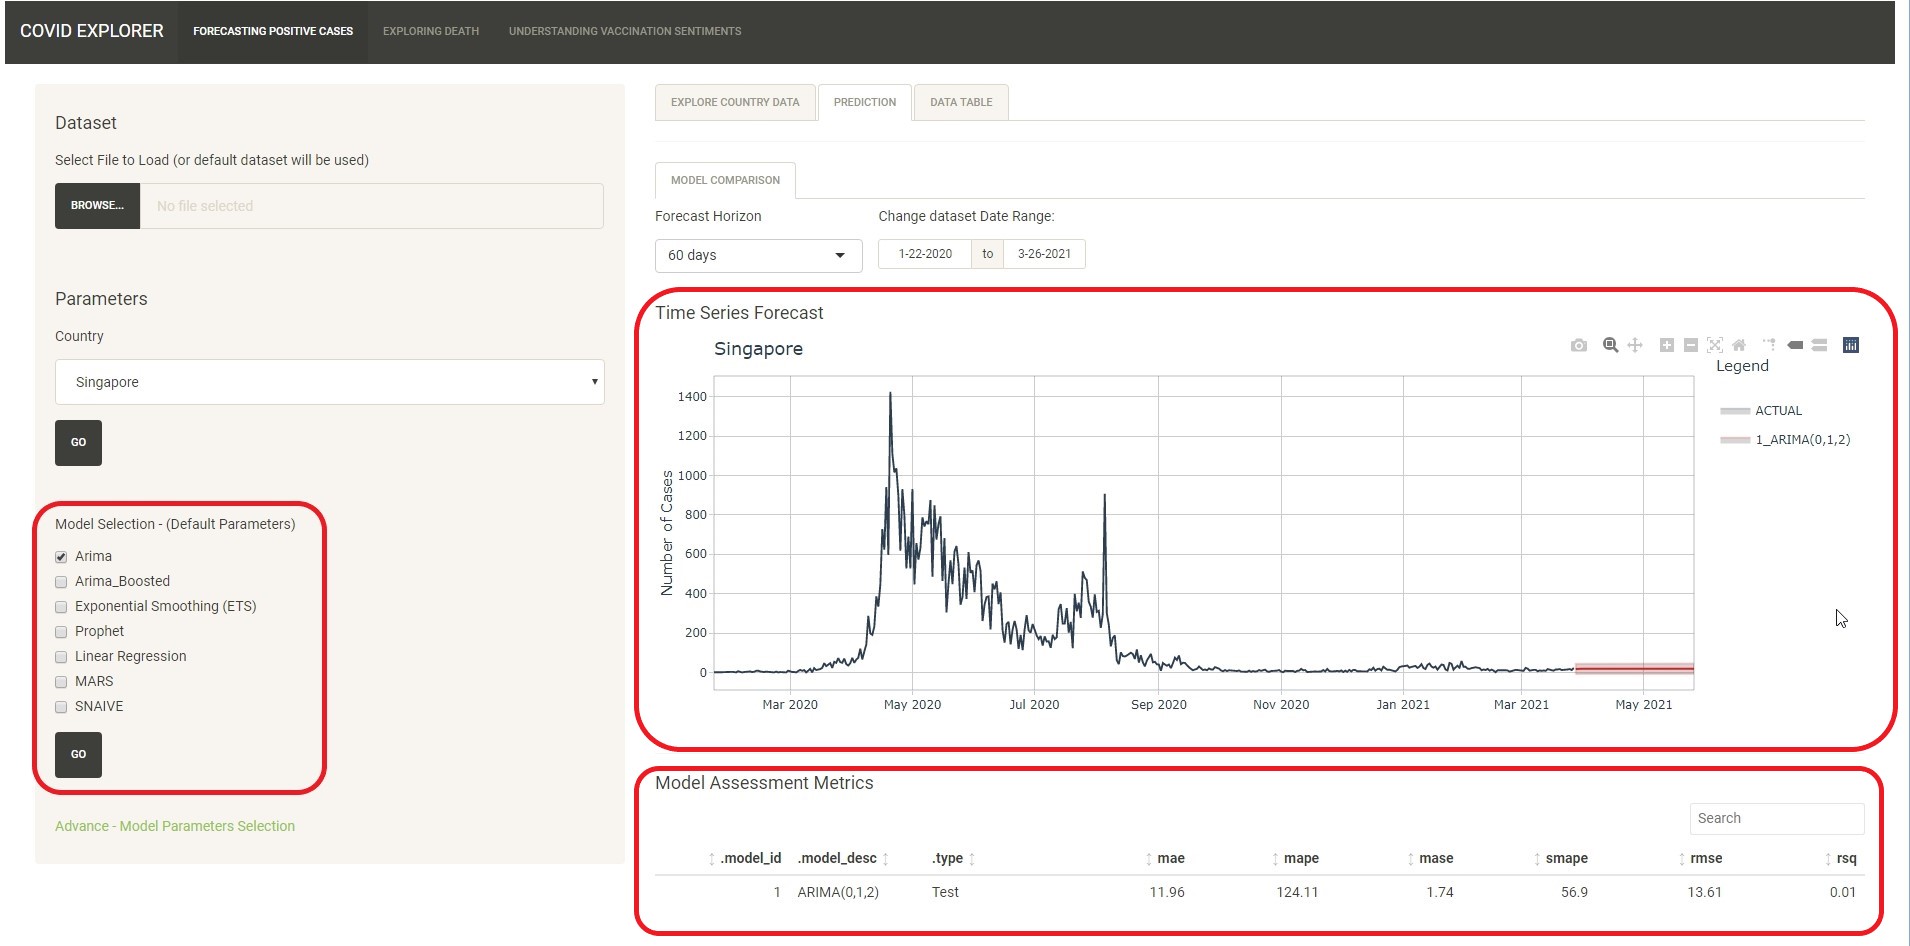 COVID EXPLORER FORECASTING POSITIVE CASES EXPLORING DEATH UNDERSTANDING VACCINATION SENTIMENTS
Dataset
Select File to Load (or default dataset will be used)
BROWSE... No file selected
Parameters
Country
Singapore
GO
Model Selection - (Default Parameters)
Arima
Arima_Boosted
Exponential Smoothing (ETS)
Prophet
Linear Regression
MARS
SNAIVE
GO
Advance - Model Parameters Selection
EXPLORE COUNTRY DATA PREDICTION DATA TABLE
MODEL COMPARISON
Forecast Horizon Change dataset Date Range:
60 days 1-22-2020 to 3-26-2021
Time Series Forecast
Singapore
Legend
ACTUAL
1_ARIMA(0,1,2)
Number of Cases
1400
1200
1000
800
600
400
200
0
Mar 2020 May 2020 Jul 2020 Sep 2020 Nov 2020 Jan 2021 Mar 2021 May 2021
Model Assessment Metrics
Search
.model_id .model_desc .type mae mape mase smape rmse rsq
1 ARIMA(0,1,2) Test 11.96 124.11 1.74 56.9 13.61 0.01